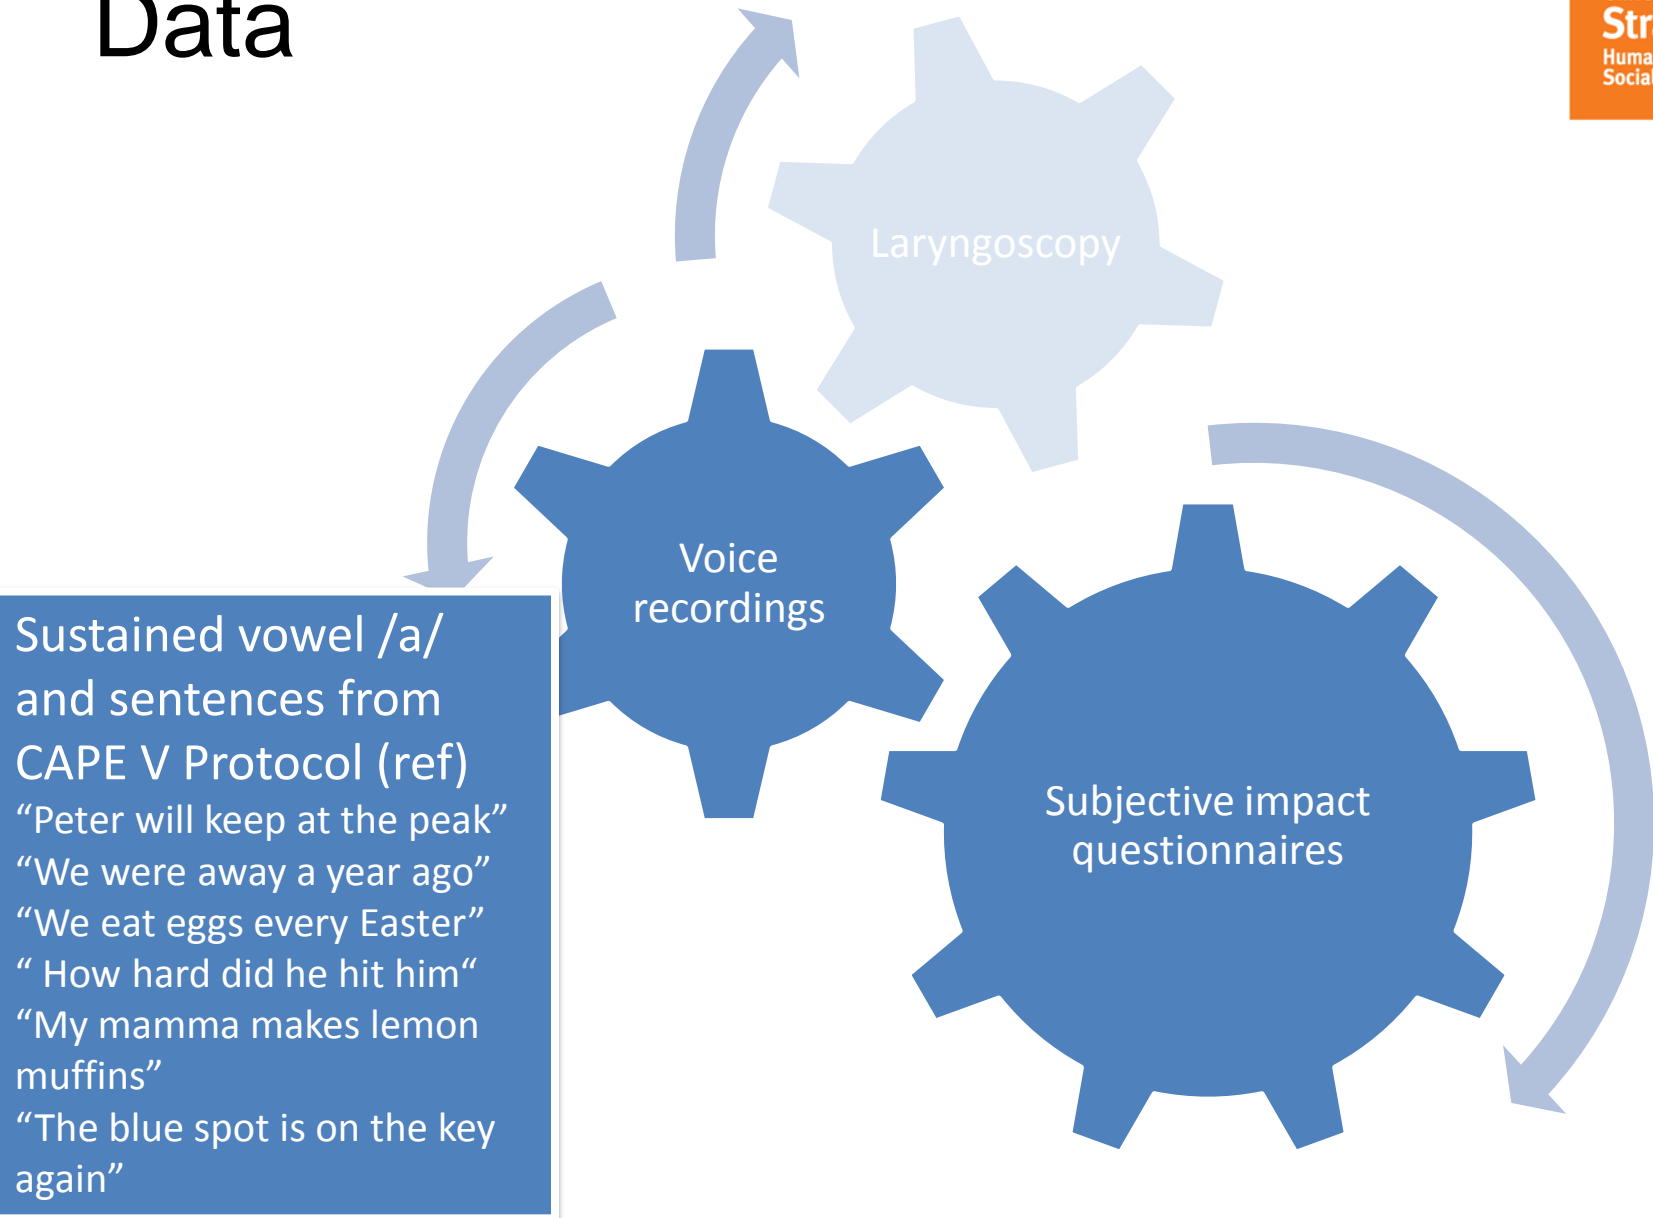 Data
Huma
Social
Laryngoscopy
Voice
recordings
Subjective impact
questionnaires
Sustained vowel /a/
and sentences from
CAPE V Protocol (ref)
“Peter will keep at the peak”
“We were away a year ago”
“We eat eggs every Easter”
“ How hard did he hit him“
“My mamma makes lemon
muffins”
“The blue spot is on the key
again”